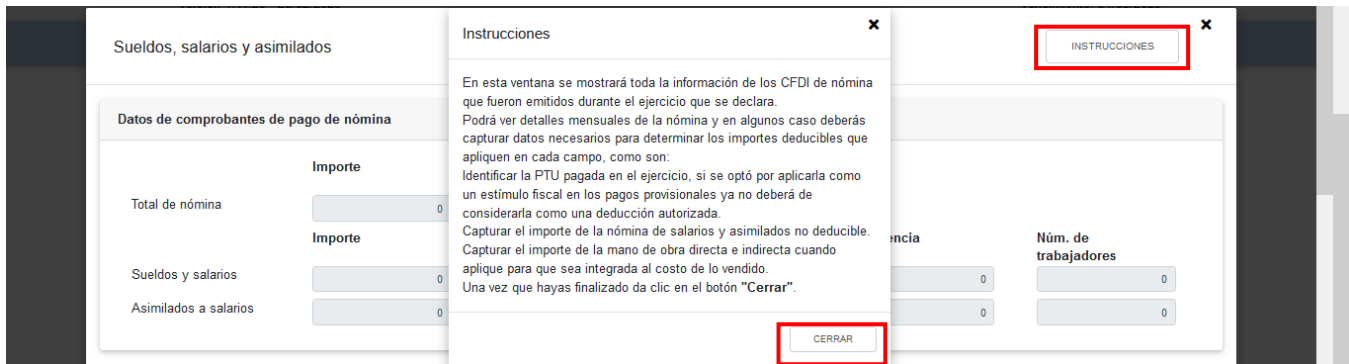 Sueldos, salarios y asimilados
INSTRUCCIONES
Datos de comprobantes de pago de nómina
Importe
Total de nómina
0
Importe
encia
Núm. de
trabajadores
Sueldos y salarios
0
0
0
Asimilados a salarios
0
0
0
Instrucciones
En esta ventana se mostrará toda la información de los CFDI de nómina
que fueron emitidos durante el ejercicio que se declara.
Podrá ver detalles mensuales de la nómina y en algunos caso deberás
capturar datos necesarios para determinar los importes deducibles que
apliquen en cada campo, como son:
Identificar la PTU pagada en el ejercicio, si se optó por aplicarla como
un estímulo fiscal en los pagos provisionales ya no deberá de
considerarla como una deducción autorizada.
Capturar el importe de la nómina de salarios y asimilados no deducible.
Capturar el importe de la mano de obra directa e indirecta cuando
aplique para que sea integrada al costo de lo vendido.
Una vez que hayas finalizado da clic en el botón "Cerrar".
CERRAR